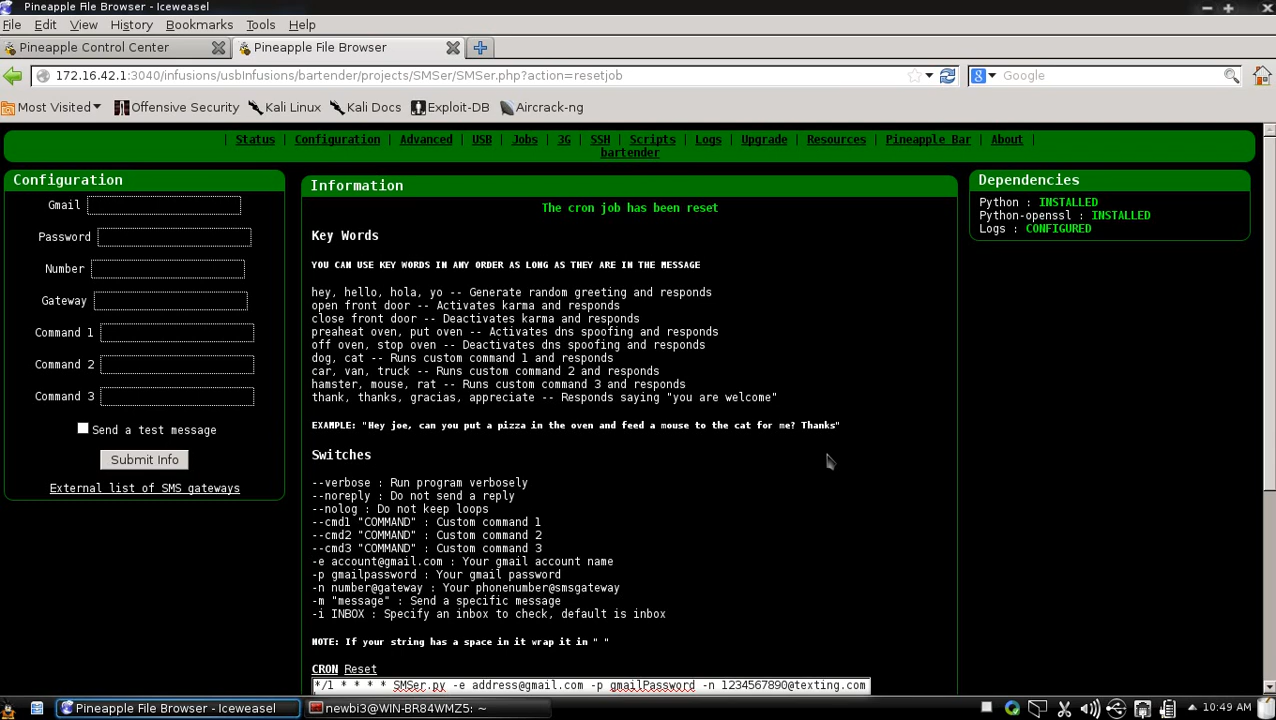 Pineapple File Browser - Iceweasel
File Edit View History Bookmarks Tools Help
Pineapple Control Center
Pineapple File Browser
172.16.42.1:3040/infusions/usbInfusions/bartender/projects/SMSer/SMSer.php?action=resetjob
Google
Most Visited
Offensive Security
Kali Linux
Kali Docs
Exploit-DB
Aircrack-ng
Status | Configuration | Advanced | USB | Jobs | 3G | SSH | Scripts | Logs | Upgrade | Resources | Pineapple Bar | About |
bartender
Configuration
Gmail
Password
Number
Gateway
Command 1
Command 2
Command 3
Send a test message
Submit Info
External list of SMS gateways
Information
The cron job has been reset
Key Words
YOU CAN USE KEY WORDS IN ANY ORDER AS LONG AS THEY ARE IN THE MESSAGE
hey, hello, hola, yo -- Generate random greeting and responds
open front door -- Activates karma and responds
close front door -- Deactivates karma and responds
preaheat oven, put oven -- Activates dns spoofing and responds
off oven, stop oven -- Deactivates dns spoofing and responds
dog, cat -- Runs custom command 1 and responds
car, van, truck -- Runs custom command 2 and responds
hamster, mouse, rat -- Runs custom command 3 and responds
thank, thanks, gracias, appreciate -- Responds saying "you are welcome"
EXAMPLE: "Hey joe, can you put a pizza in the oven and feed a mouse to the cat for me? Thanks"
Switches
--verbose : Run program verbosely
--noreply : Do not send a reply
--nolog : Do not keep loops
--cmd1 "COMMAND" : Custom command 1
--cmd2 "COMMAND" : Custom command 2
--cmd3 "COMMAND" : Custom command 3
-e account@gmail.com : Your gmail account name
-p gmailpassword : Your gmail password
-n number@gateway : Your phonenumber@smsgateway
-m "message" : Send a specific message
-i INBOX : Specify an inbox to check, default is inbox
NOTE: If your string has a space in it wrap it in " "
CRON Reset
*/1 * * * * SMSer.py -e address@gmail.com -p gmailPassword -n 1234567890@texting.com
Dependencies
Python : INSTALLED
Python-openssl : INSTALLED
Logs : CONFIGURED
Pineapple File Browser - Iceweasel
newbi3@WIN-BR84WMZ5: ~
10:49 AM